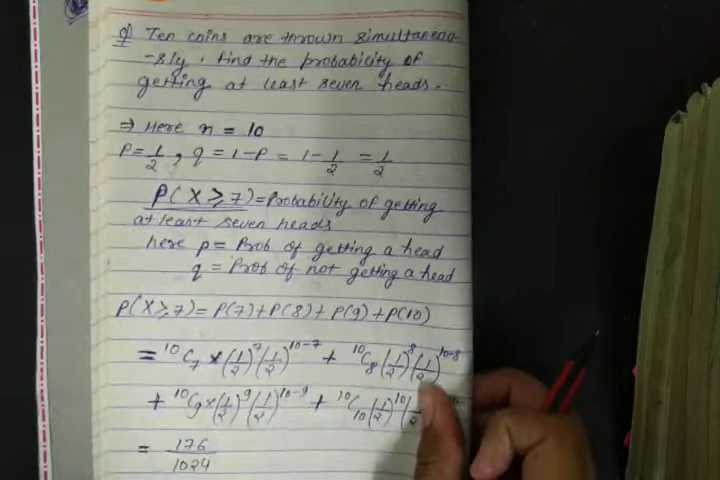 Q) Ten coins are thrown simultaneou
-sly. find the probability of
getting at least seven heads.
⇒ Here n = 10
P = 1/2, q = 1-P = 1 - 1/2 = 1/2
P(X ≥ 7) = Probability of getting
at least seven heads
here p = Prob of getting a head
q = Prob of not getting a head
P(X ≥ 7) = P(7) + P(8) + P(9) + P(10)
= ¹⁰C₇ × (1/2)⁷ (1/2)¹⁰⁻⁷ + ¹⁰C₈ (1/2)⁸ (1/2)¹⁰⁻⁸
+ ¹⁰C₉ × (1/2)⁹ (1/2)¹⁰⁻⁹ + ¹⁰C₁₀ (1/2)¹⁰ (1/2
= 176/1024